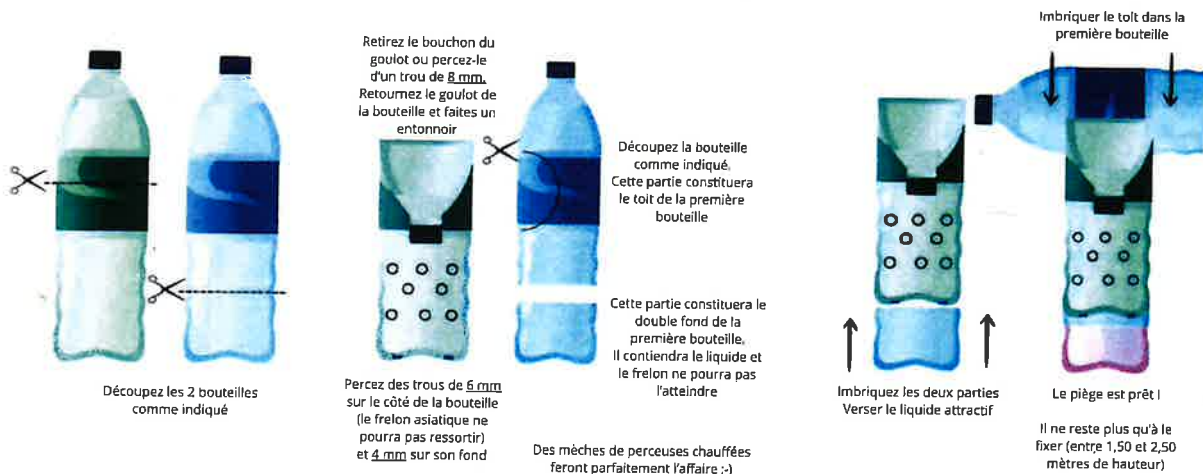 Découpez les 2 bouteilles
comme indiqué
Retirez le bouchon du
goulot ou percez-le
d'un trou de 8 mm.
Retournez le goulot de
la bouteille et faites un
entonnoir
Percez des trous de 6 mm
sur le côté de la bouteille
(le frelon asiatique ne
pourra pas ressortir)
et 4 mm sur son fond
Découpez la bouteille
comme indiqué.
Cette partie constituera
le toit de la première
bouteille
Cette partie constituera le
double fond de la
première bouteille.
Il contiendra le liquide et
le frelon ne pourra pas
l'atteindre
Des mèches de perceuses chauffées
feront parfaitement l'affaire ;-)
Imbriquez les deux parties
Verser le liquide attractif
Imbriquer le toit dans la
première bouteille
Le piège est prêt !
Il ne reste plus qu'à le
fixer (entre 1,50 et 2,50
mètres de hauteur)